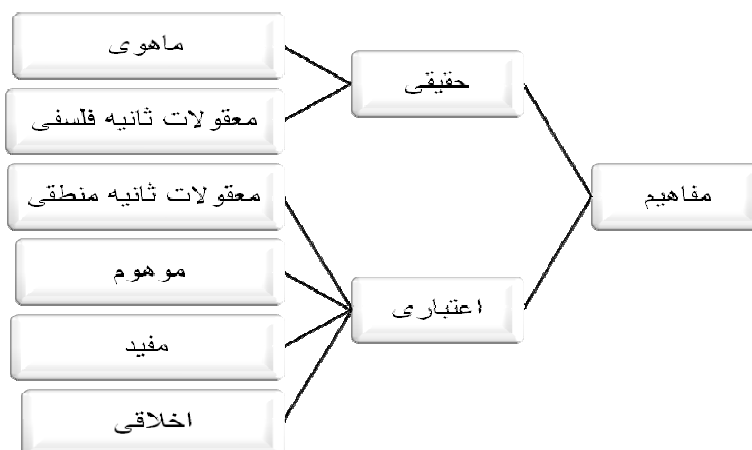 مفاهیم
حقیقی
ماهوی
معقولات ثانیه فلسفی
اعتباری
معقولات ثانیه منطقی
موهوم
مفید
اخلاقی